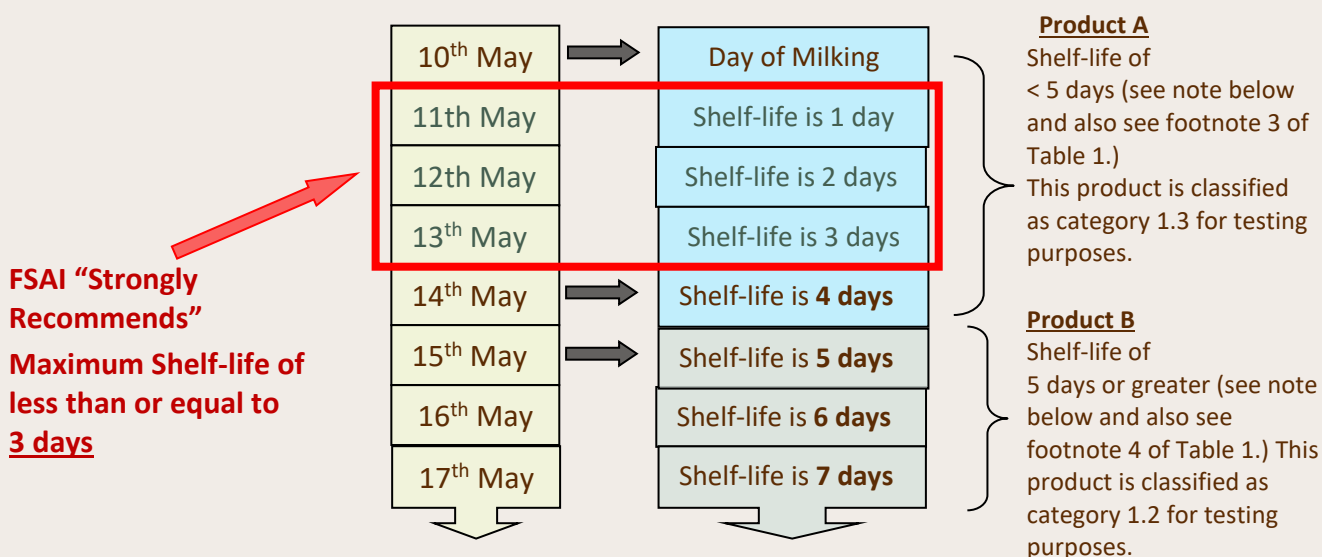 10th May
Day of Milking
11th May
Shelf-life is 1 day
12th May
Shelf-life is 2 days
13th May
Shelf-life is 3 days
14th May
Shelf-life is 4 days
15th May
Shelf-life is 5 days
16th May
Shelf-life is 6 days
17th May
Shelf-life is 7 days
FSAI “Strongly
Recommends”
Maximum Shelf-life of
less than or equal to
3 days
Product A
Shelf-life of
< 5 days (see note below
and also see footnote 3 of
Table 1.)
This product is classified
as category 1.3 for testing
purposes.
Product B
Shelf-life of
5 days or greater (see note
below and also see
footnote 4 of Table 1.) This
product is classified as
category 1.2 for testing
purposes.